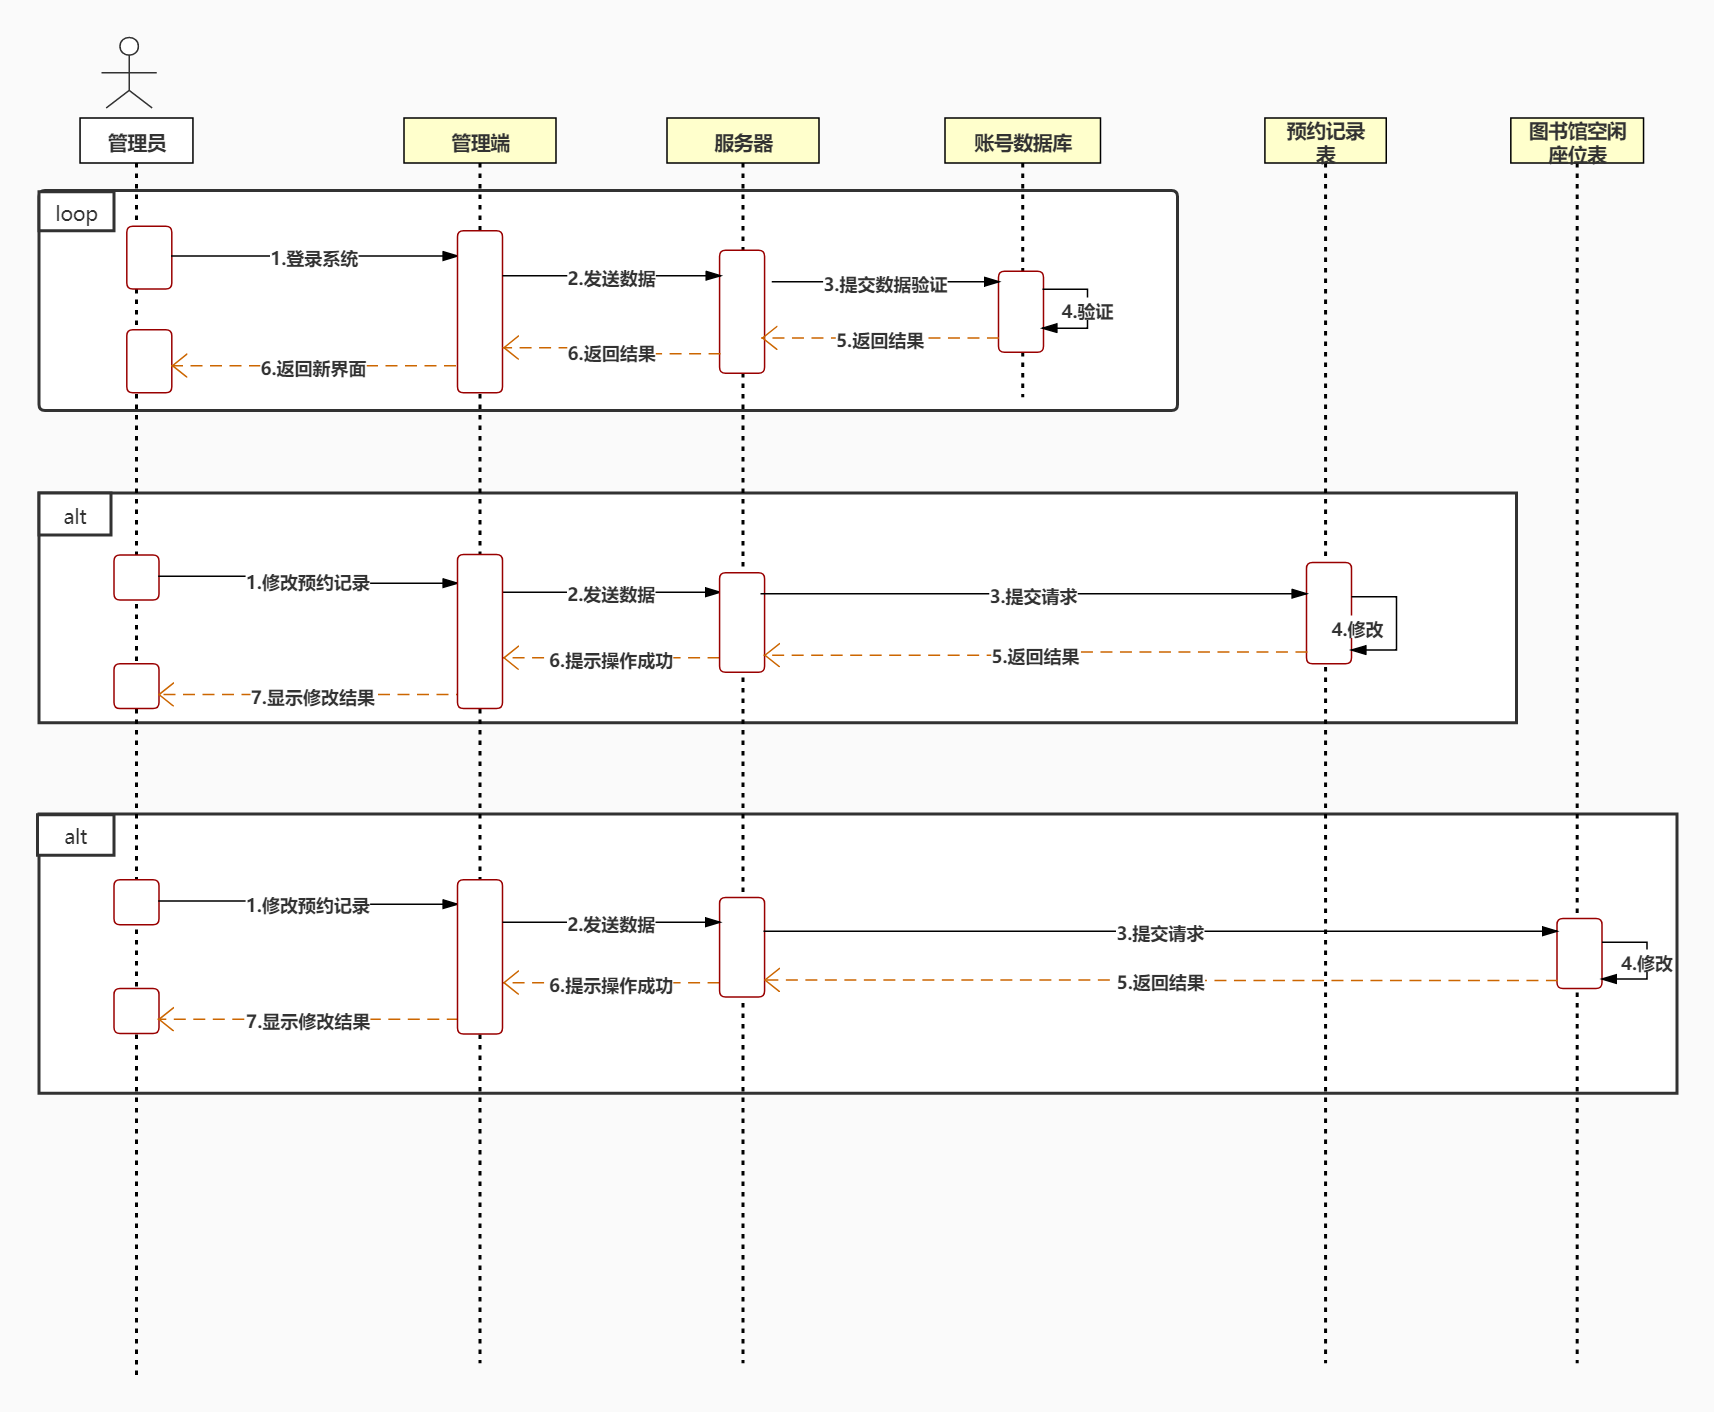 管理员
管理端
服务器
账号数据库
预约记录
表
图书馆空闲
座位表
loop
1.登录系统
2.发送数据
3.提交数据验证
4.验证
5.返回结果
6.返回结果
6.返回新界面
alt
1.修改预约记录
2.发送数据
3.提交请求
4.修改
5.返回结果
6.提示操作成功
7.显示修改结果
alt
1.修改预约记录
2.发送数据
3.提交请求
4.修改
5.返回结果
6.提示操作成功
7.显示修改结果